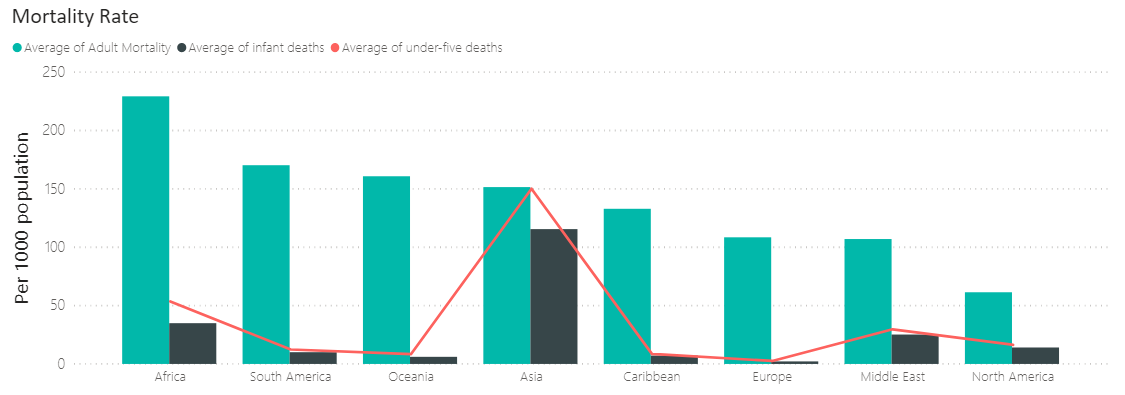 Mortality Rate
Average of Adult Mortality Average of infant deaths Average of under-five deaths
Per 1000 population
250
200
150
100
50
0
Africa South America Oceania Asia Caribbean Europe Middle East North America